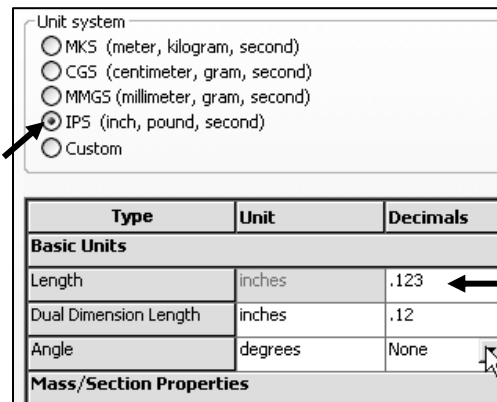 Unit system
MKS (meter, kilogram, second)
CGS (centimeter, gram, second)
MMGS (millimeter, gram, second)
IPS (inch, pound, second)
Custom
Type Unit Decimals
Basic Units
Length inches .123
Dual Dimension Length inches .12
Angle degrees None
Mass/Section Properties